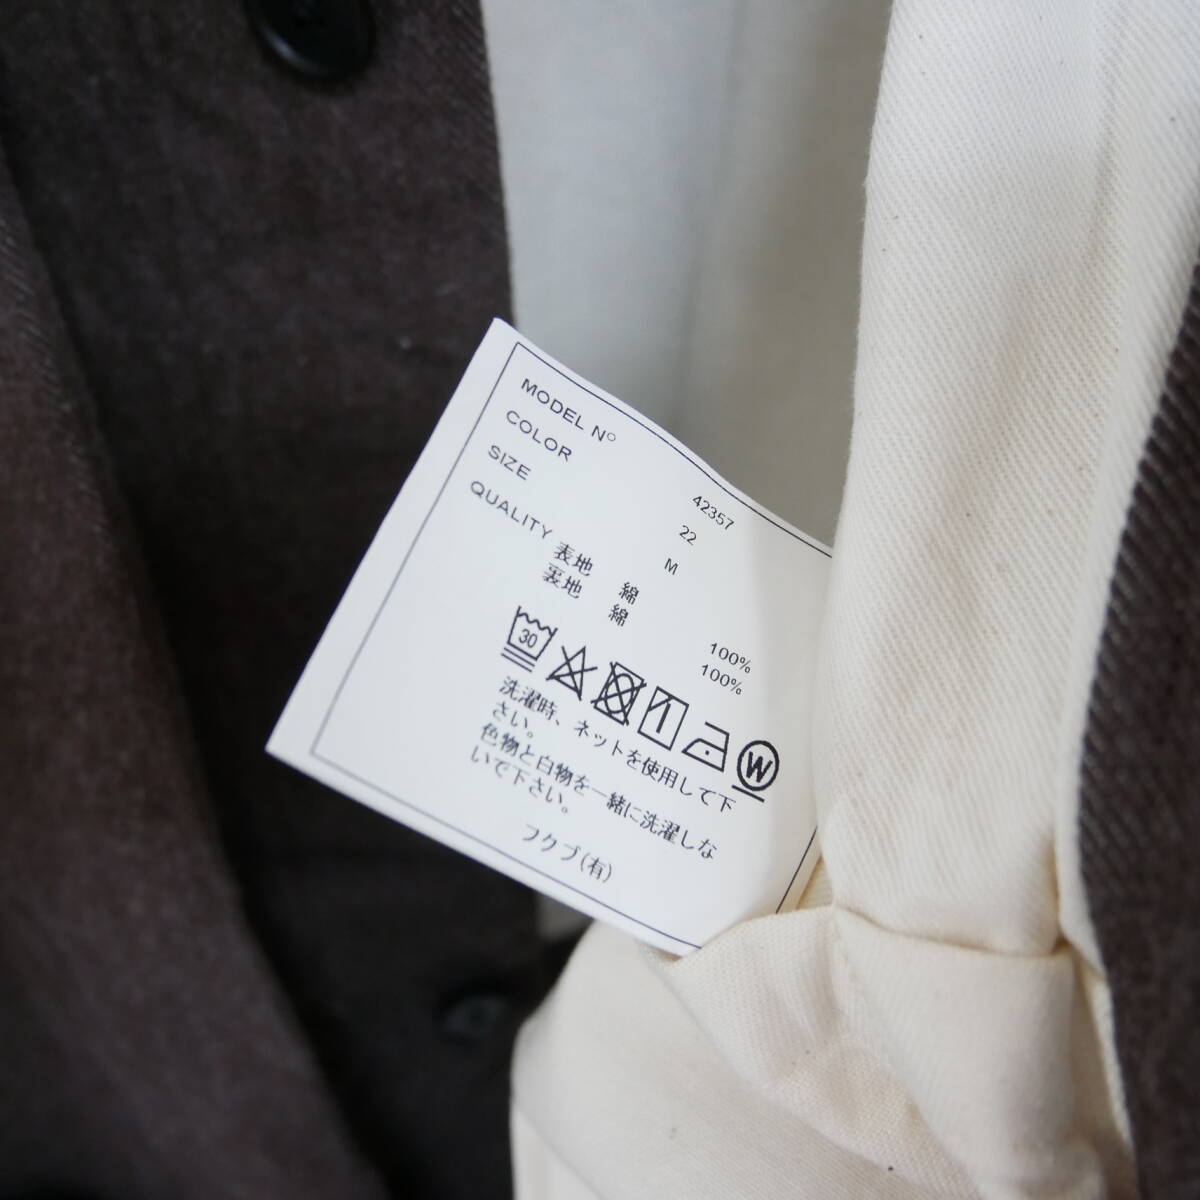 MODEL Nº 42357
COLOR 22
SIZE M
QUALITY
表地 綿 100%
裏地 綿 100%
30 W
洗濯時、ネットを使用して下
さい。
色物と白物を一緒に洗濯しな
いで下さい。
フクブ(有)